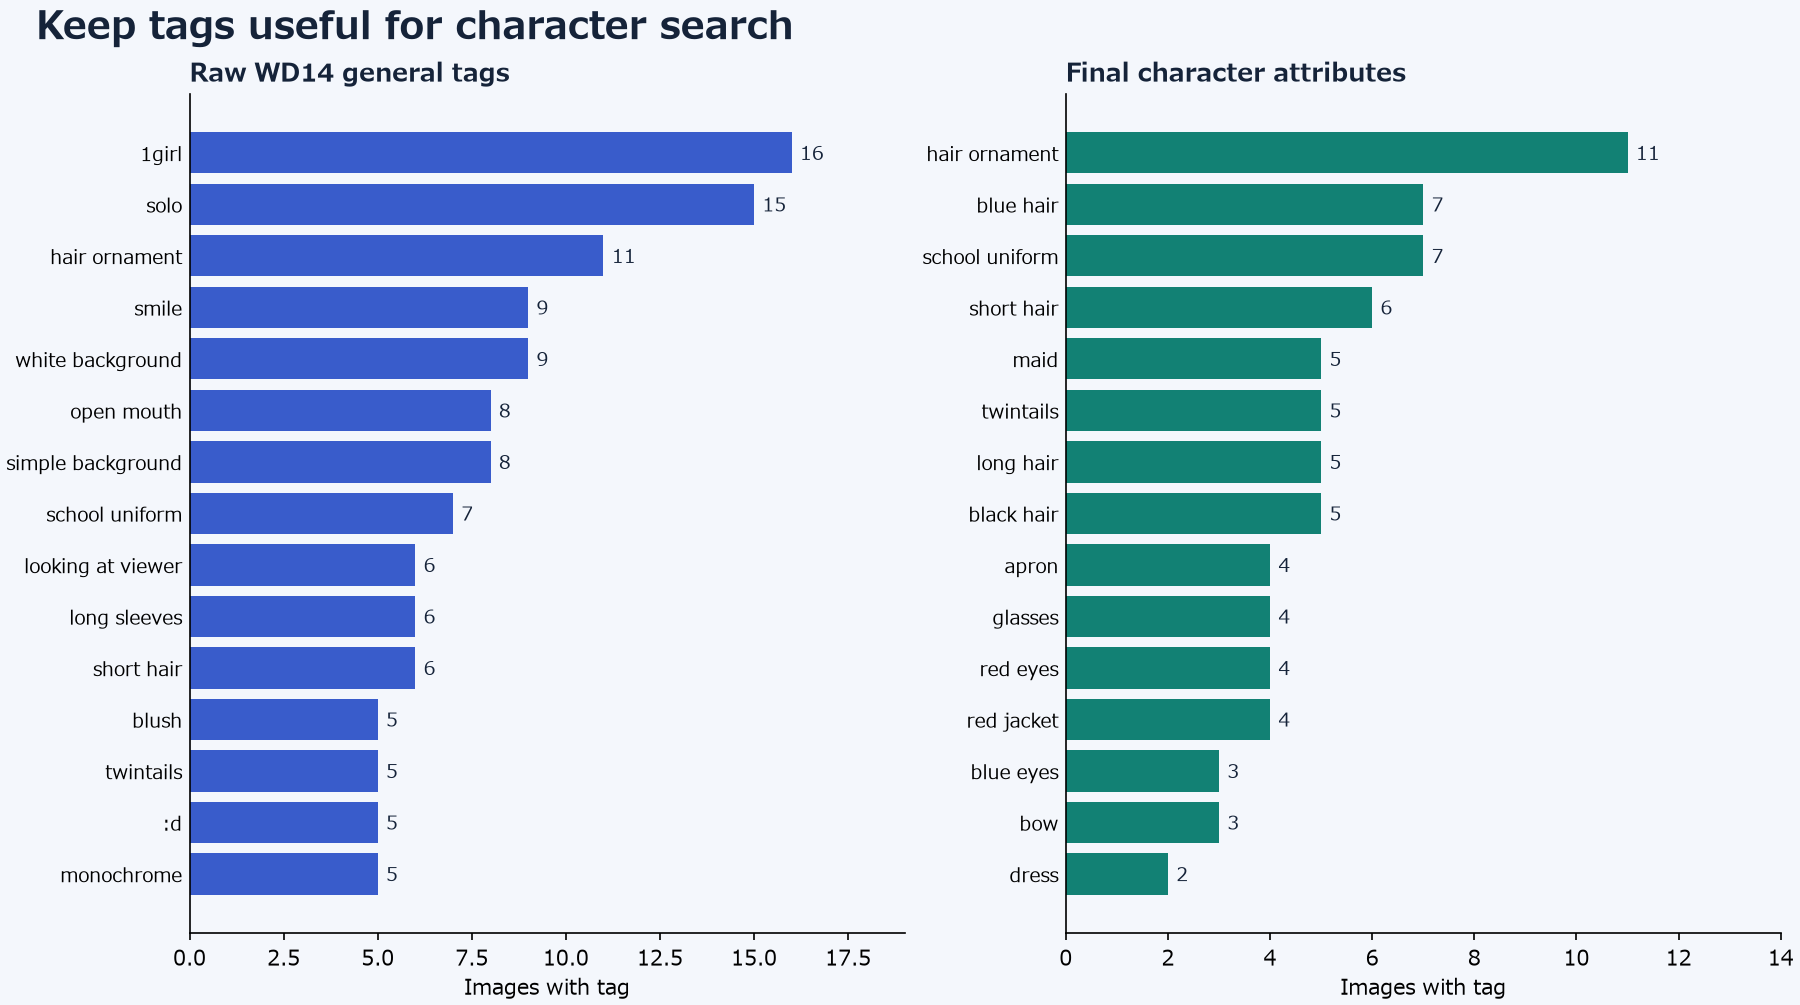 Keep tags useful for character search
Raw WD14 general tags
1girl 16
solo 15
hair ornament 11
smile 9
white background 9
open mouth 8
simple background 8
school uniform 7
looking at viewer 6
long sleeves 6
short hair 6
blush 5
twintails 5
:d 5
monochrome 5
0.0 2.5 5.0 7.5 10.0 12.5 15.0 17.5
Images with tag
Final character attributes
hair ornament 11
blue hair 7
school uniform 7
short hair 6
maid 5
twintails 5
long hair 5
black hair 5
apron 4
glasses 4
red eyes 4
red jacket 4
blue eyes 3
bow 3
dress 2
0 2 4 6 8 10 12 14
Images with tag